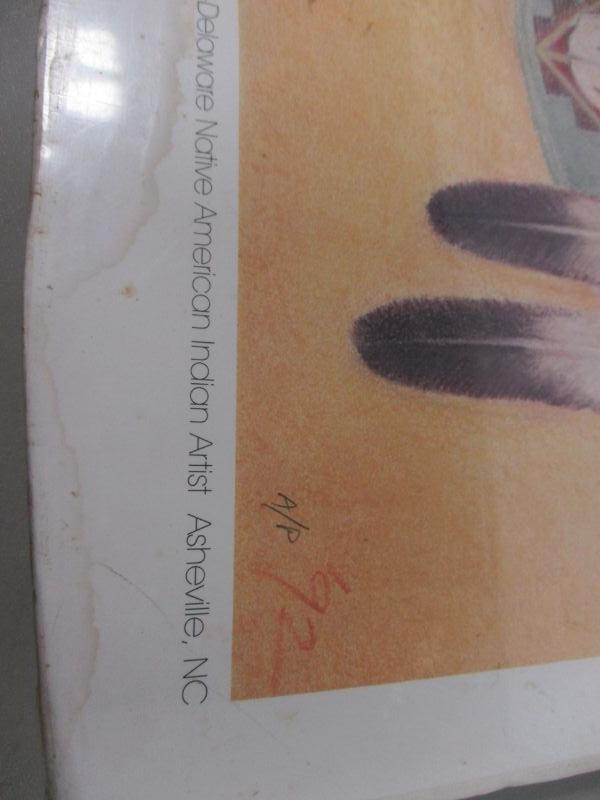 A/P
'92
Delaware Native American Indian Artist Asheville, NC